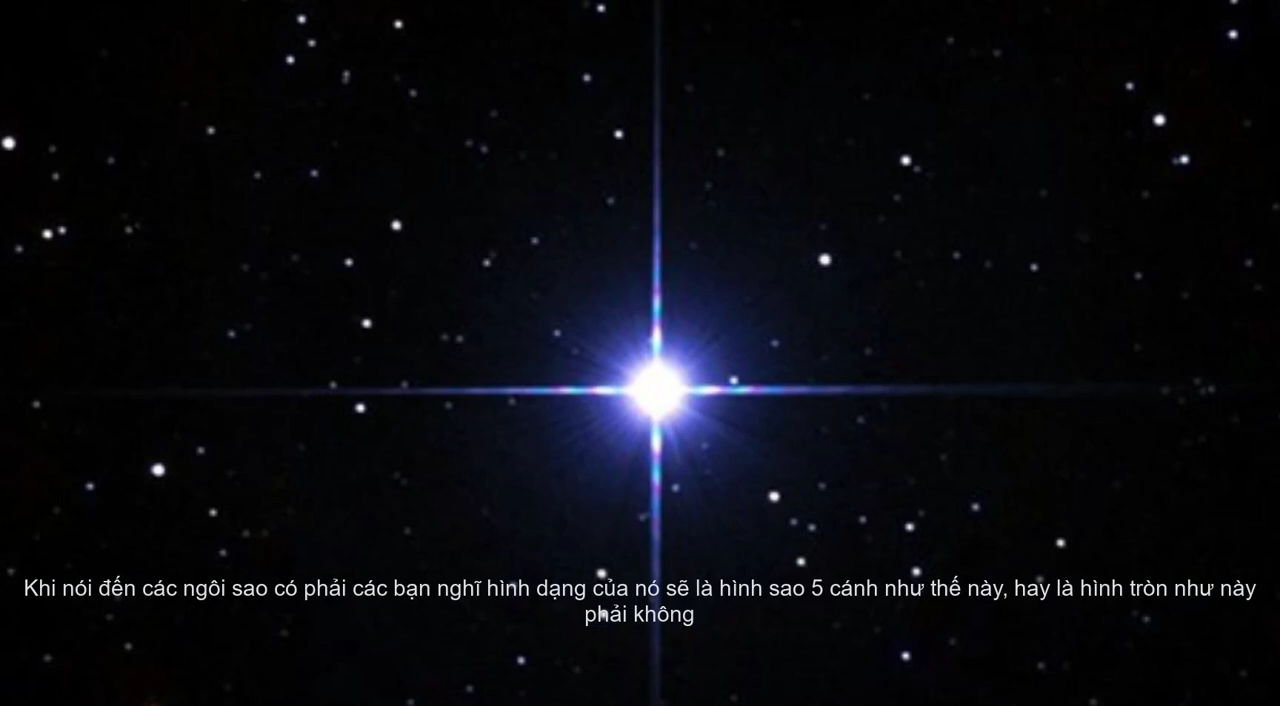 Khi nói đến các ngôi sao có phải các bạn nghĩ hình dạng của nó sẽ là hình sao 5 cánh như thế này, hay là hình tròn như này
phải không